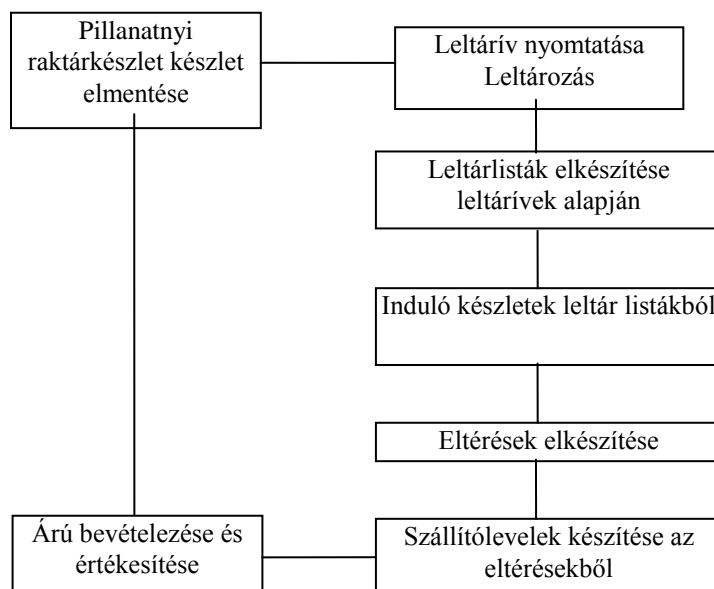 Pillanatnyi
raktárkészlet készlet
elmentése
Leltárív nyomtatása
Leltározás
Leltárlisták elkészítése
leltárívek alapján
Induló készletek leltár listákból
Eltérések elkészítése
Árú bevételezése és
értékesítése
Szállítólevelek készítése az
eltérésekből